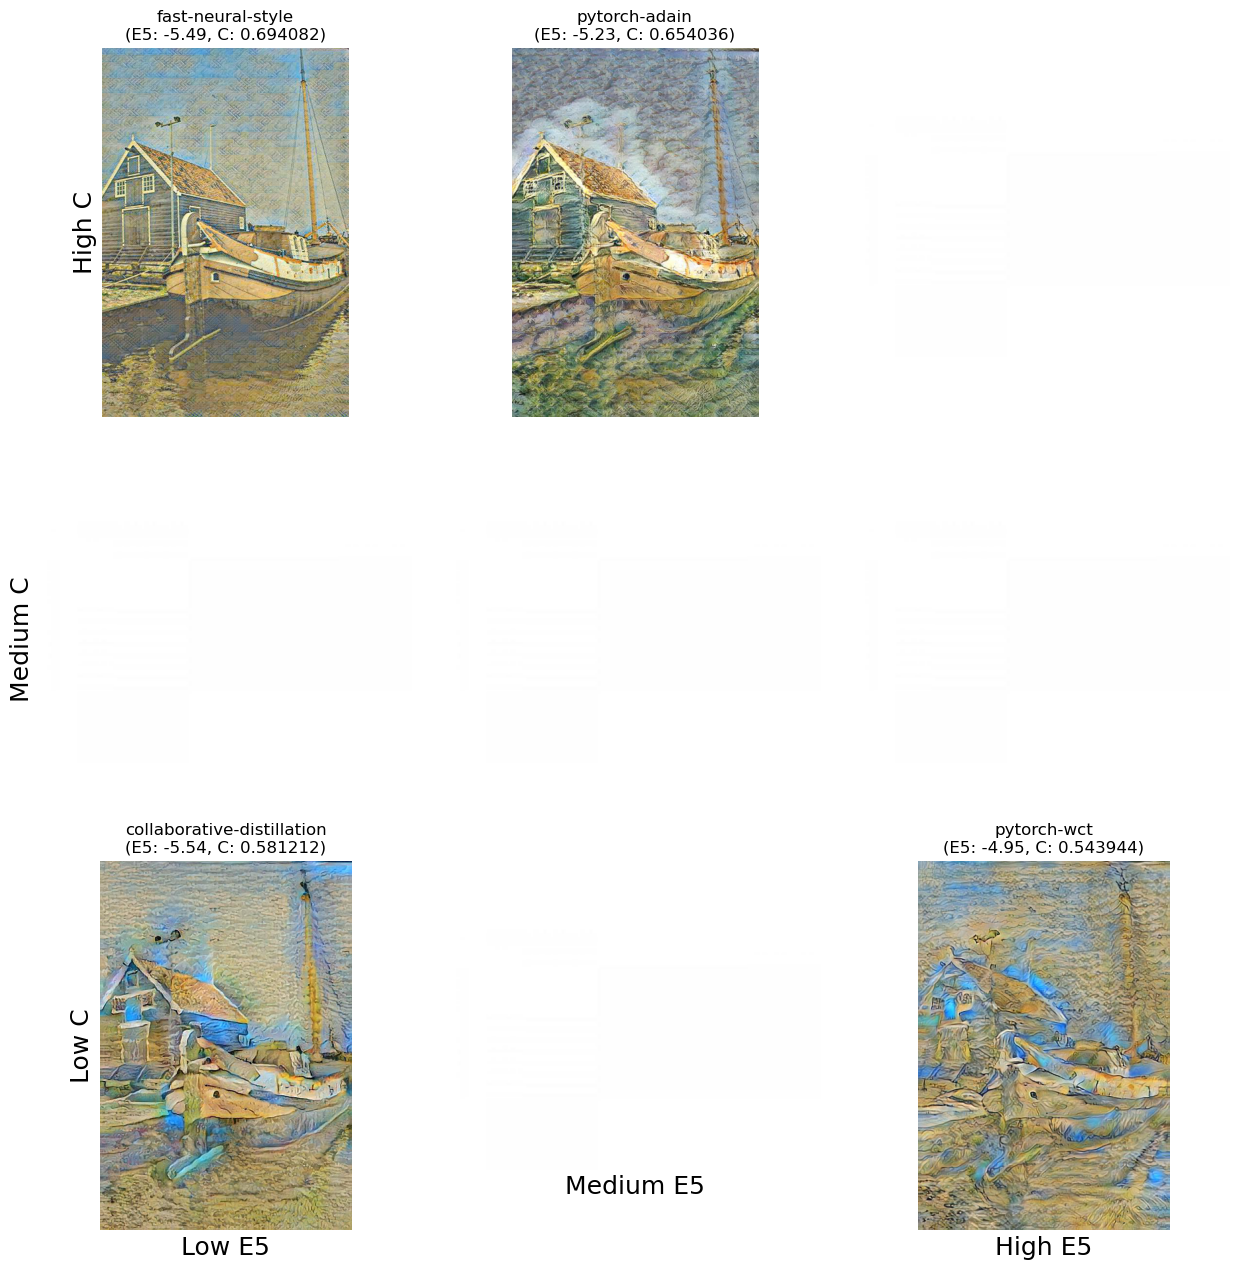 fast-neural-style
(E5: -5.49, C: 0.694082)
pytorch-adain
(E5: -5.23, C: 0.654036)
High C
Medium C
collaborative-distillation
(E5: -5.54, C: 0.581212)
pytorch-wct
(E5: -4.95, C: 0.543944)
Low C
Medium E5
Low E5
High E5